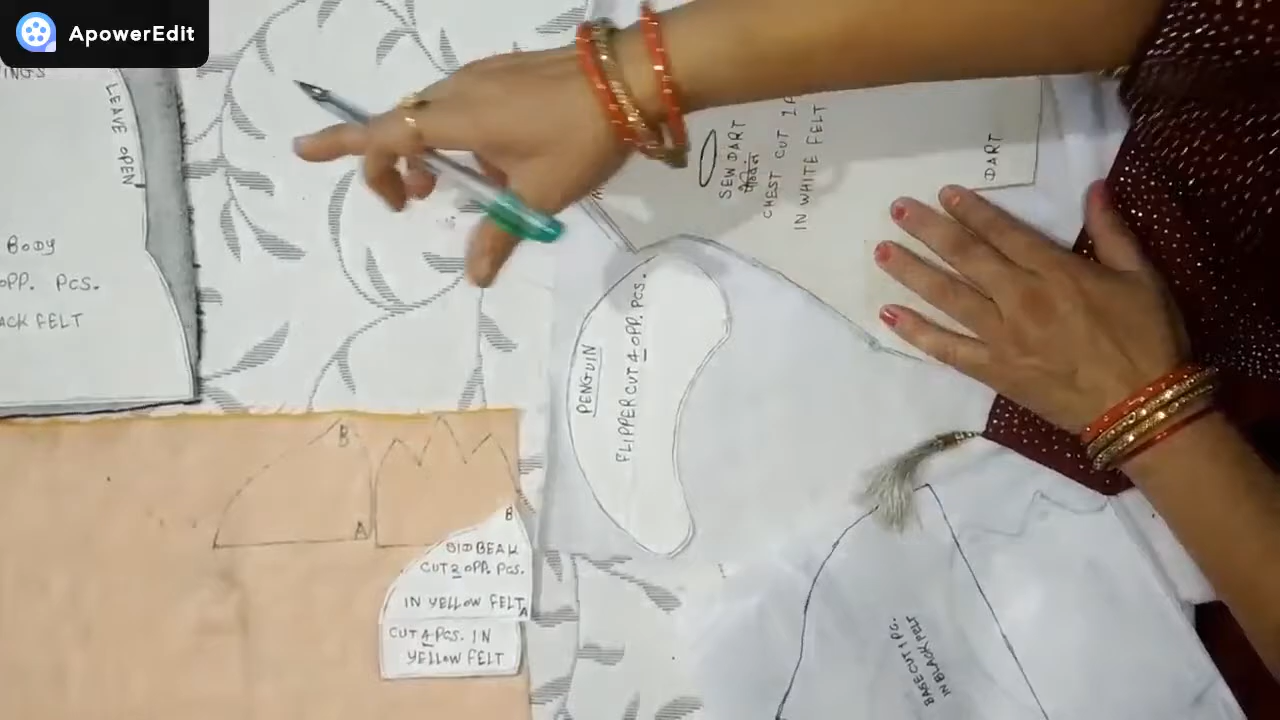 ApowerEdit
LEAVE OPEN
BODY
OPP. PCS.
ACK FELT
SEW DART
CHEST CUT 1
IN WHITE FELT
DART
PENGUIN
FLIPPER CUT 4 OPP. PCS.
B
A
B
SID BEAK
CUT 2 OPP. PCS.
IN YELLOW FELT
A
CUT 4 PCS. IN
YELLOW FELT
BASE CUT 1 PC.
IN BLACK FELT